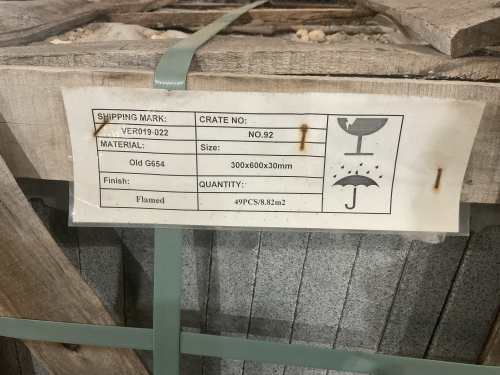 SHIPPING MARK:
VER019-022
MATERIAL:
Old G654
Finish:
Flamed
CRATE NO:
NO.92
Size:
300x600x30mm
QUANTITY:
49PCS/8.82m2